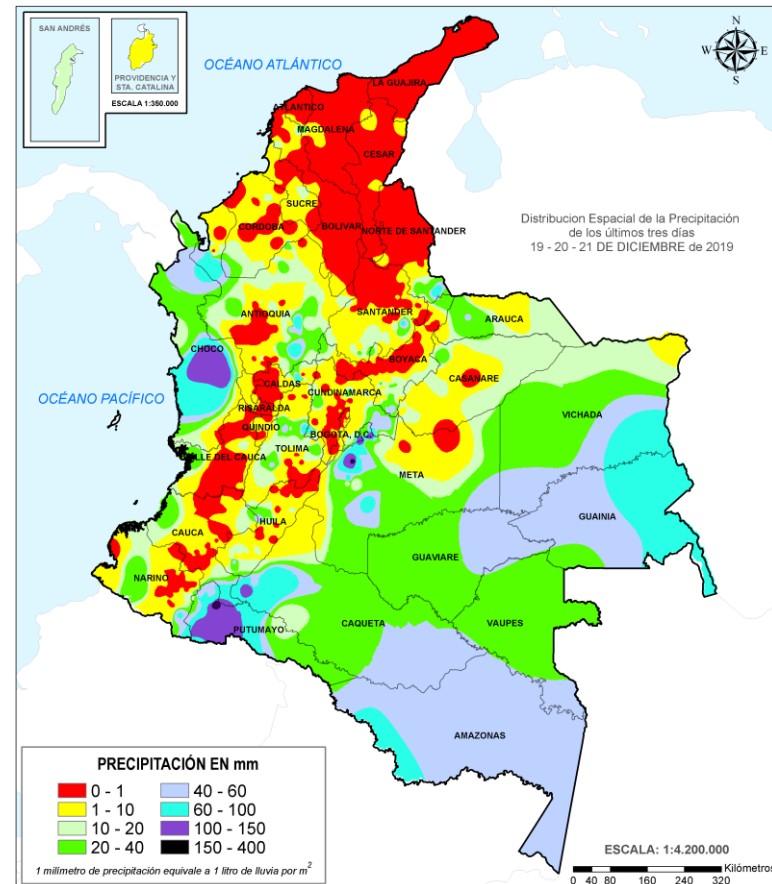 SAN ANDRÉS
PROVIDENCIA Y
STA. CATALINA
ESCALA 1:350.000
OCÉANO ATLÁNTICO
N
W E
S
LA GUAJIRA
ATLANTICO
MAGDALENA
CESAR
SUCRE
CORDOBA
BOLIVAR
NORTE DE SANTANDER
Distribucion Espacial de la Precipitación
de los últimos tres días
19 - 20 - 21 DE DICIEMBRE de 2019
ANTIOQUIA
SANTANDER
ARAUCA
CHOCO
BOYACA
OCÉANO PACÍFICO
CALDAS
CUNDINAMARCA
CASANARE
RISARALDA
VICHADA
QUINDIO
BOGOTA, D.C.
TOLIMA
VALLE DEL CAUCA
META
GUAINIA
HUILA
CAUCA
GUAVIARE
NARIÑO
PUTUMAYO
CAQUETA
VAUPES
AMAZONAS
PRECIPITACIÓN EN mm
0 - 1 40 - 60
1 - 10 60 - 100
10 - 20 100 - 150
20 - 40 150 - 400
1 milímetro de precipitación equivale a 1 litro de lluvia por m2
ESCALA: 1:4.200.000
Kilómetros
0 40 80 160 240 320